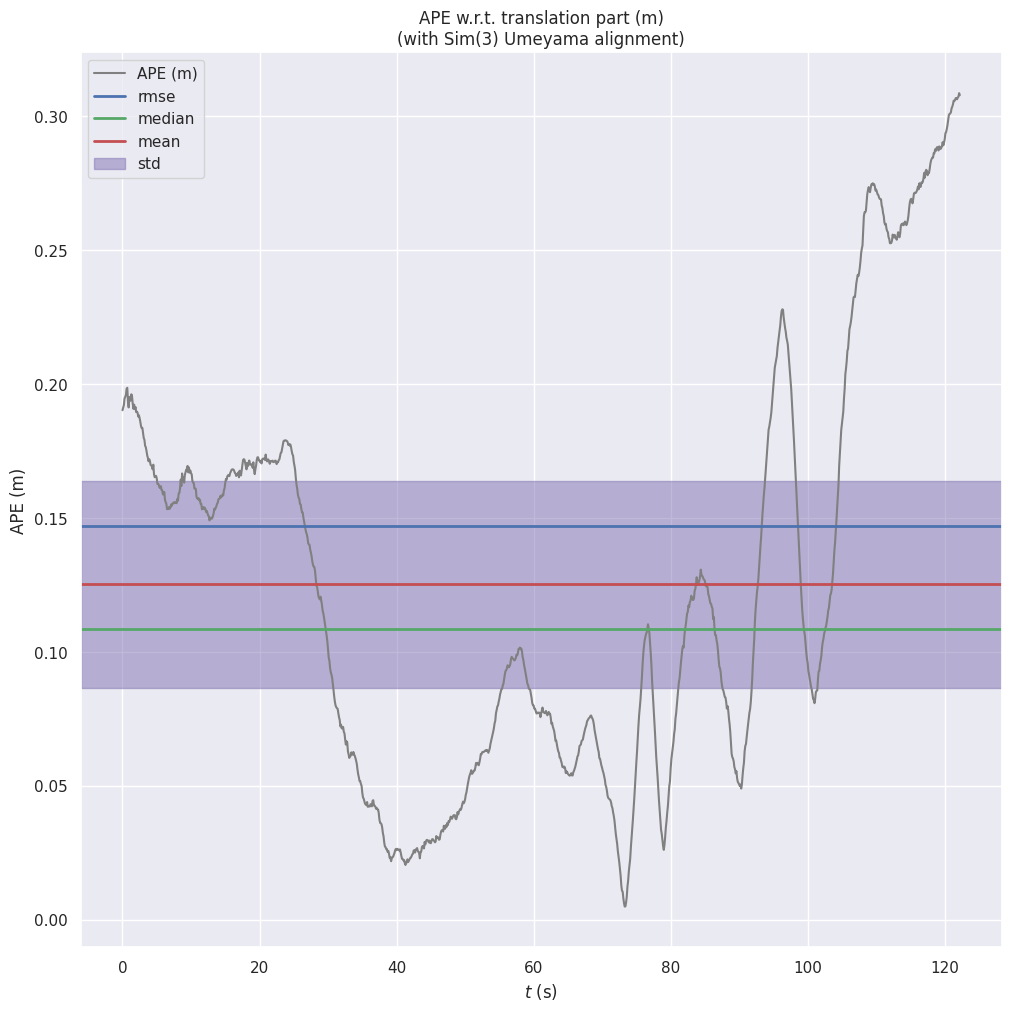 APE w.r.t. translation part (m)
(with Sim(3) Umeyama alignment)
APE (m)
rmse
median
mean
std
APE (m)
0.30
0.25
0.20
0.15
0.10
0.05
0.00
0 20 40 60 80 100 120
t (s)